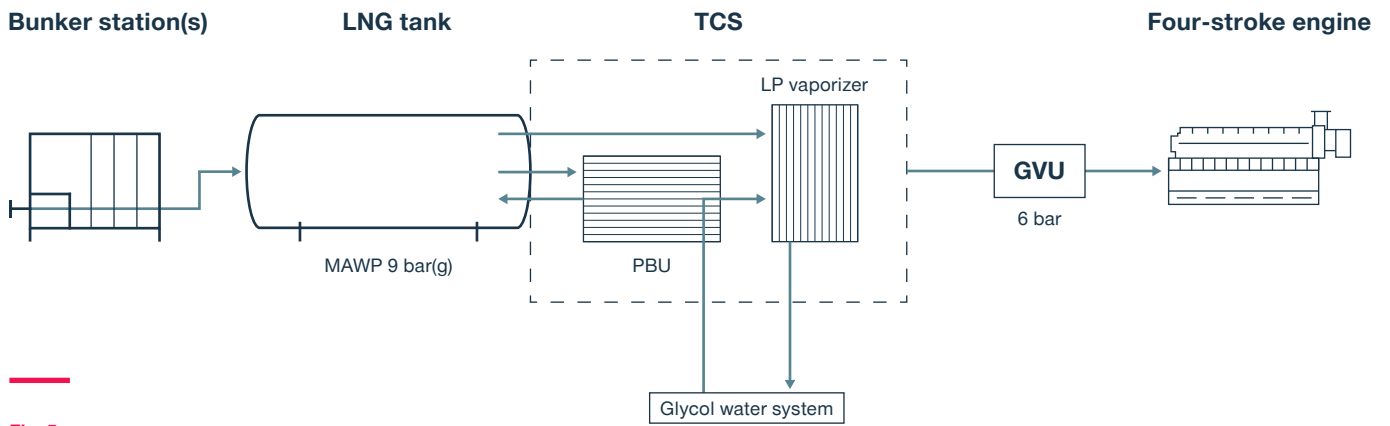 Bunker station(s)
LNG tank
TCS
Four-stroke engine
LP vaporizer
GVU
6 bar
MAWP 9 bar(g)
PBU
Glycol water system